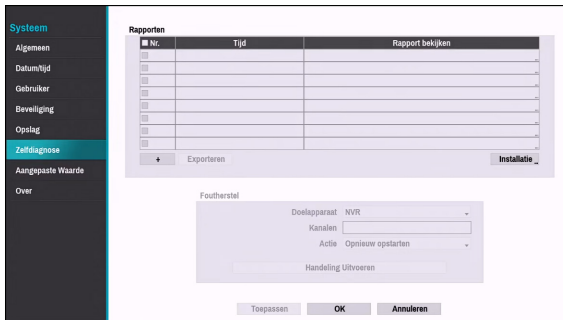 Systeem
Algemeen
Datum/tijd
Gebruiker
Beveiliging
Opslag
Zelfdiagnose
Aangepaste Waarde
Over
Rapporten
Nr. Tijd Rapport bekijken
+ Exporteren Installatie
Foutherstel
Doelapparaat NVR
Kanalen
Actie Opnieuw opstarten
Handeling Uitvoeren
Toepassen OK Annuleren